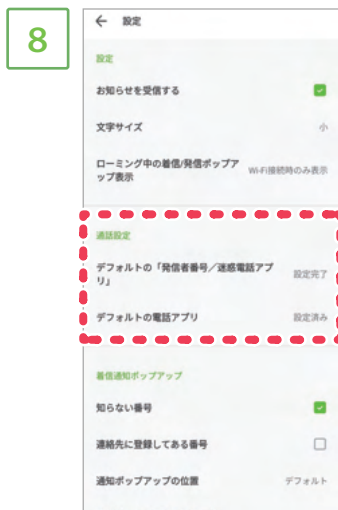 8
← 設定
設定
お知らせを受信する
文字サイズ 小
ローミング中の着信/発信ポップア
ップ表示
Wi-Fi接続時のみ表示
通話設定
デフォルトの「発信者番号/迷惑電話アプ
リ」
設定完了
デフォルトの電話アプリ 設定済み
着信通知ポップアップ
知らない番号
連絡先に登録してある番号
通知ポップアップの位置 デフォルト